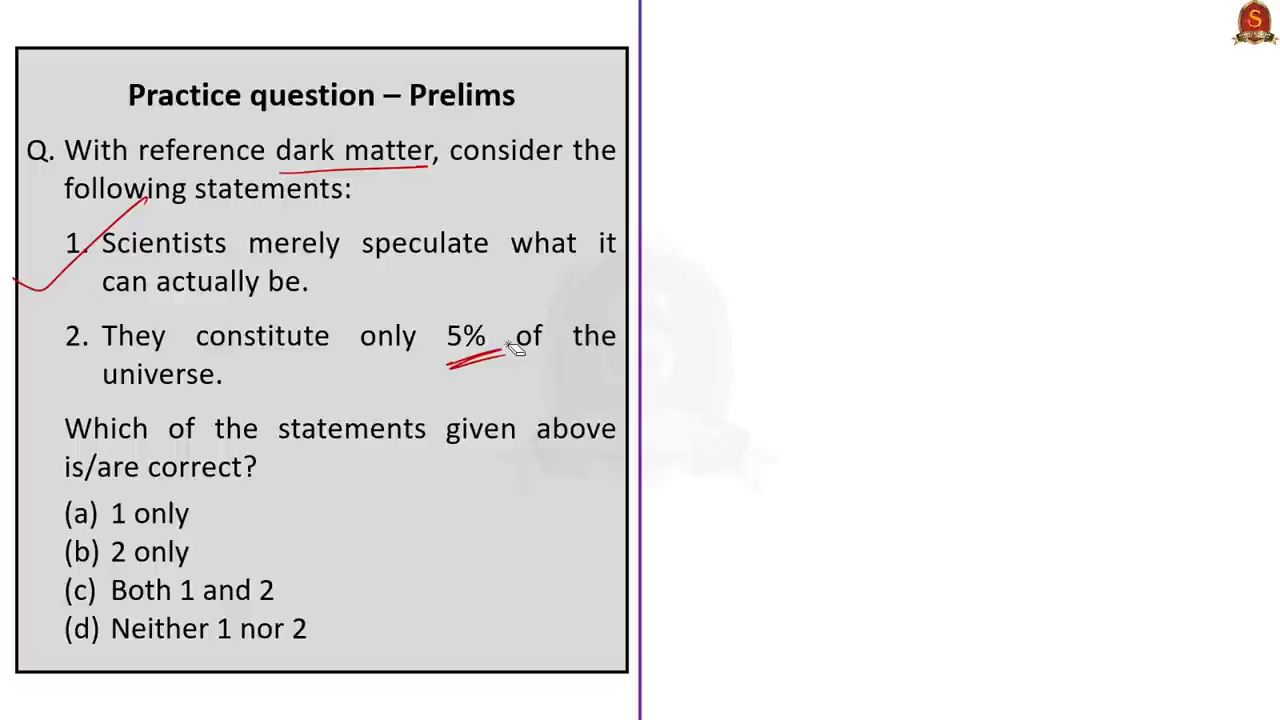 Practice question – Prelims
Q. With reference dark matter, consider the
following statements:
1. Scientists merely speculate what it
can actually be.
2. They constitute only 5% of the
universe.
Which of the statements given above
is/are correct?
(a) 1 only
(b) 2 only
(c) Both 1 and 2
(d) Neither 1 nor 2
S